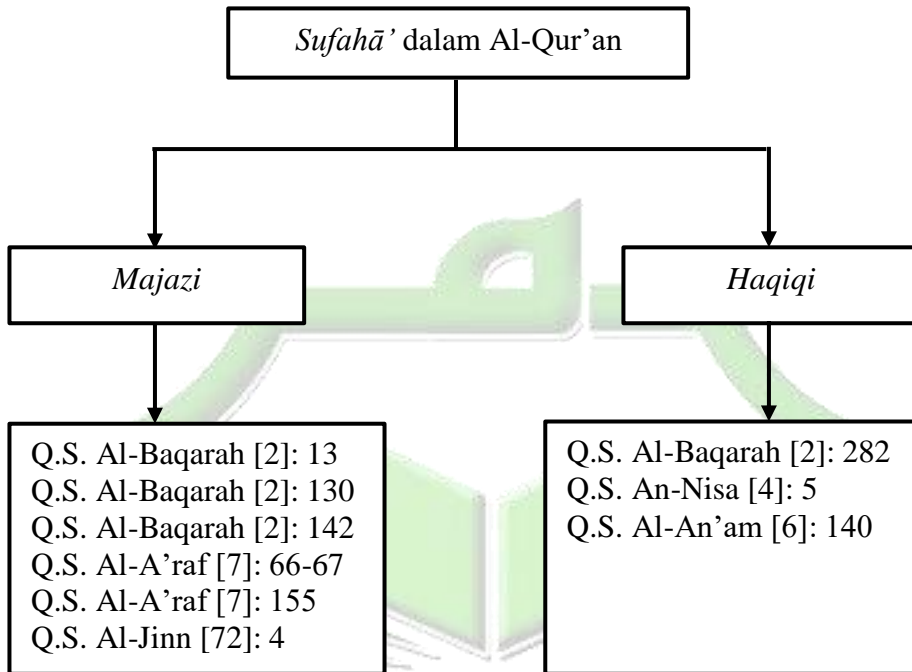 Sufahā’ dalam Al-Qur’an
Majazi
Haqiqi
Q.S. Al-Baqarah [2]: 13
Q.S. Al-Baqarah [2]: 130
Q.S. Al-Baqarah [2]: 142
Q.S. Al-A’raf [7]: 66-67
Q.S. Al-A’raf [7]: 155
Q.S. Al-Jinn [72]: 4
Q.S. Al-Baqarah [2]: 282
Q.S. An-Nisa [4]: 5
Q.S. Al-An’am [6]: 140